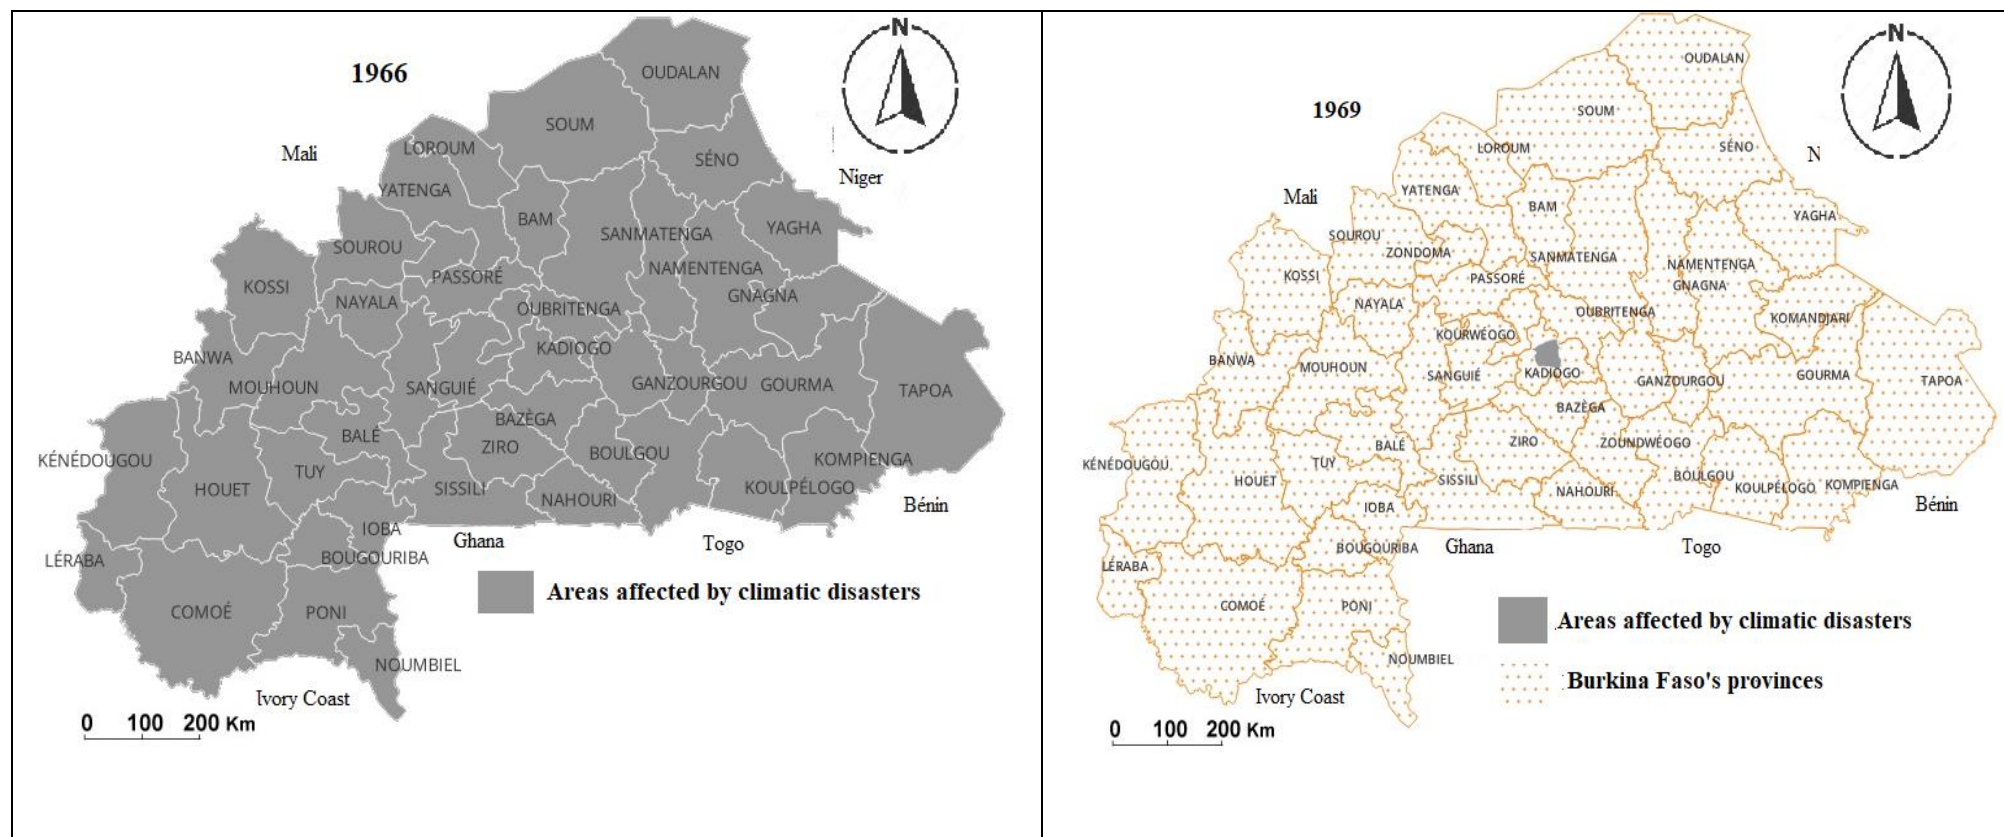 N
1966
OUDALAN
SOUM
Mali
LOROUM
SÉNO
Niger
YATENGA
BAM
YAGHA
SANMATENGA
SOUROU
NAMENTENGA
PASSORÉ
KOSSI
GNAGNA
NAYALA
OUBRITENGA
KADIOGO
BANWA
MOUHOUN
SANGUIÉ
GANZOURGOU
GOURMA
TAPOA
BAZÈGA
BALÉ
ZIRO
BOULGOU
KÉNÉDOUGOU
KOMPIENGA
TUY
HOUET
SISSILI
KOULPÉLOGO
NAHOURI
Bénin
IOBA
Ghana
Togo
LÉRABA
BOUGOURIBA
Areas affected by climatic disasters
COMOÉ
PONI
NOUMBIEL
Ivory Coast
0 100 200 Km
N
OUDALAN
1969
SOUM
LOROUM
SÉNO
N
YATENGA
Mali
BAM
YAGHA
SOUROU
ZONDOMA
SANMATENGA
NAMENTENGA
KOSSI
PASSORÉ
GNAGNA
NAYALA
OUBRITENGA
KOMANDJARI
KOURWÉOGO
BANWA
MOUHOUN
SANGUIÉ
KADIOGO
GANZOURGOU
GOURMA
TAPOA
BAZÈGA
BALÉ
ZIRO
ZOUNDWÉOGO
KÉNÉDOUGOU
TUY
HOUET
SISSILI
BOULGOU
KOULPÉLOGO
KOMPIENGA
NAHOURI
IOBA
Bénin
BOUGOURIBA
Ghana
Togo
LÉRABA
COMOÉ
PONI
Areas affected by climatic disasters
NOUMBIEL
Burkina Faso's provinces
Ivory Coast
0 100 200 Km